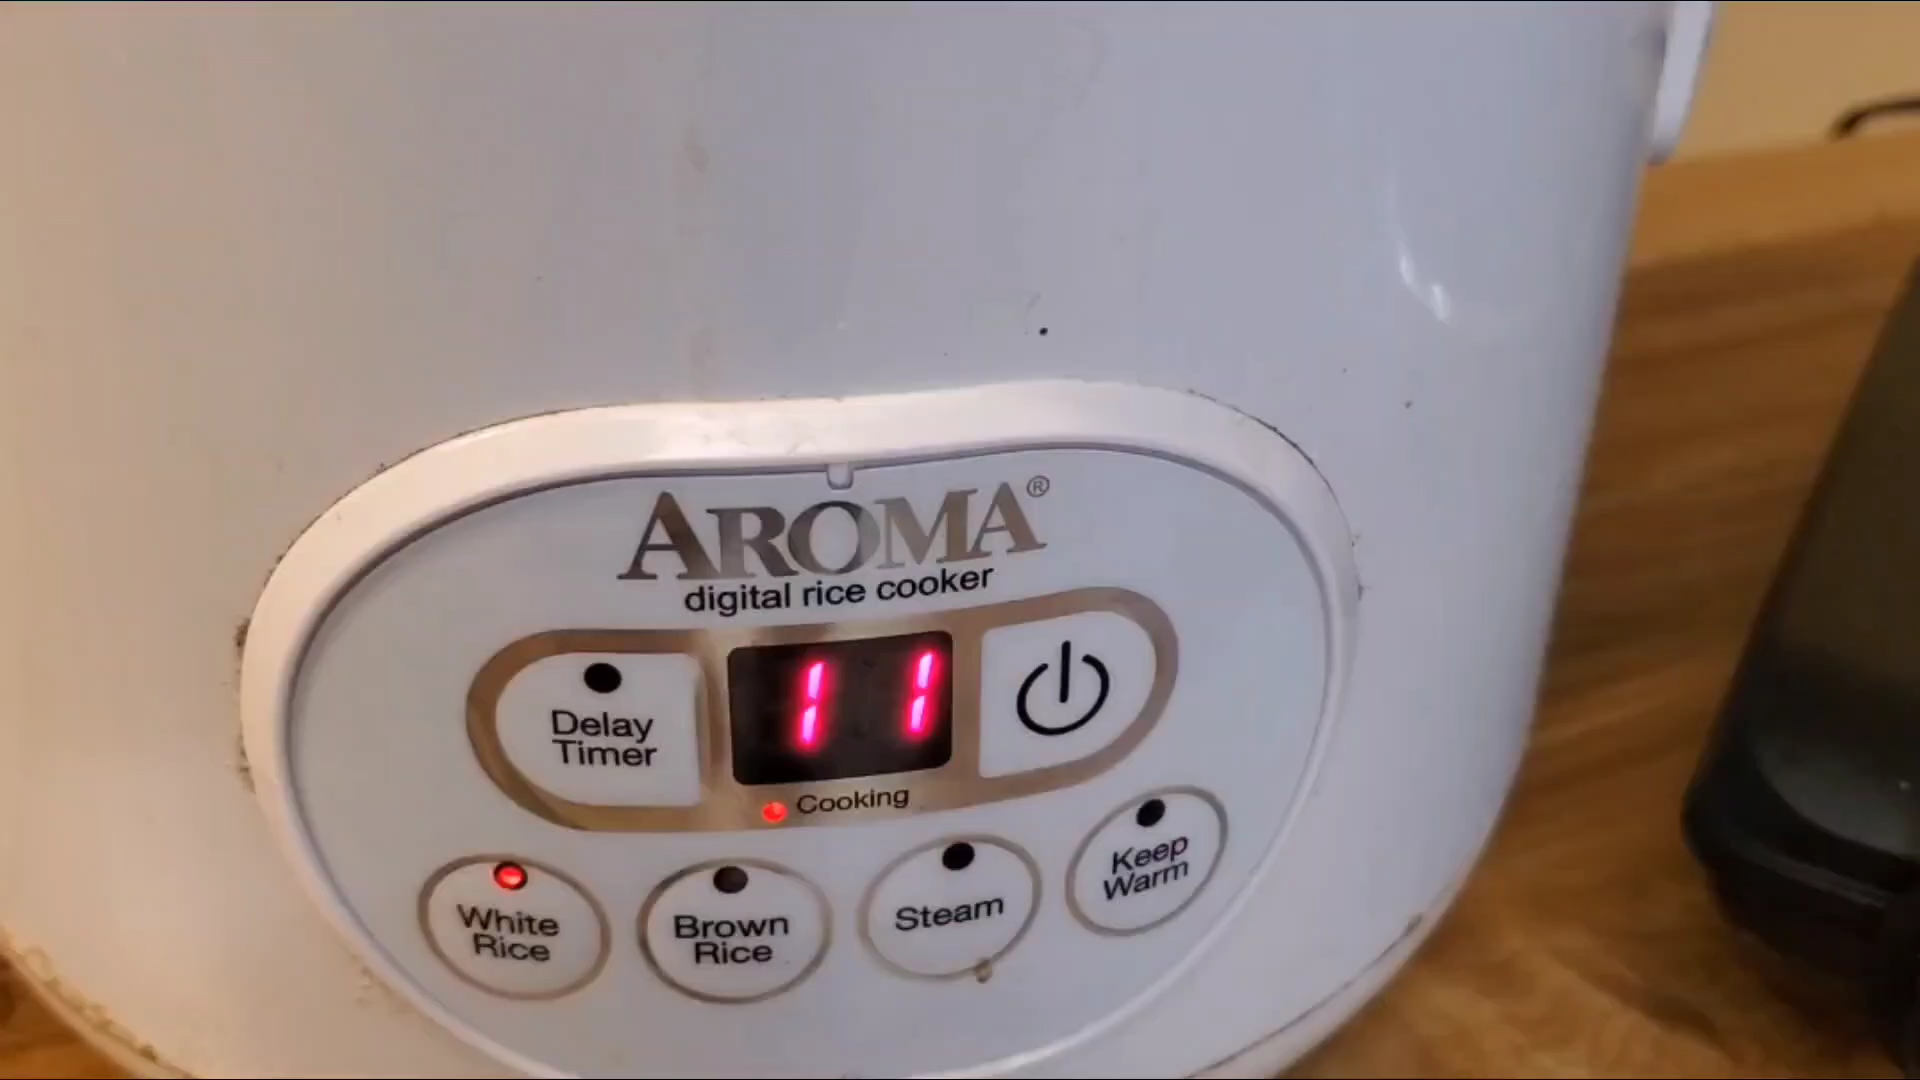 AROMA®
digital rice cooker
Delay
Timer
11
Cooking
White
Rice
Brown
Rice
Steam
Keep
Warm